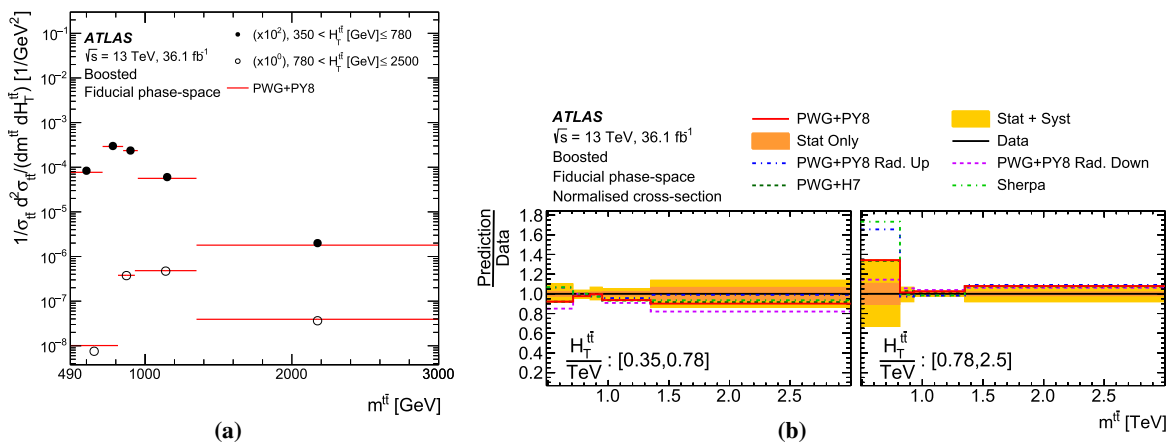 ATLAS
√s = 13 TeV, 36.1 fb⁻¹
Boosted
Fiducial phase-space
(x10²), 350 < H_T^{tt̄} [GeV] ≤ 780
(x10⁰), 780 < H_T^{tt̄} [GeV] ≤ 2500
PWG+PY8
1/σ_{tt̄} d²σ_{tt̄}/(dm^{tt̄} dH_T^{tt̄}) [1/GeV²]
10⁻¹
10⁻²
10⁻³
10⁻⁴
10⁻⁵
10⁻⁶
10⁻⁷
10⁻⁸
490 1000 2000 3000
m^{tt̄} [GeV]
(a)
ATLAS
√s = 13 TeV, 36.1 fb⁻¹
Boosted
Fiducial phase-space
Normalised cross-section
PWG+PY8
Stat Only
PWG+PY8 Rad. Up
PWG+H7
Stat + Syst
Data
PWG+PY8 Rad. Down
Sherpa
Prediction
Data
1.8
1.6
1.4
1.2
1.0
0.8
0.6
0.4
0.2
H_T^{tt̄}
TeV : [0.35,0.78]
H_T^{tt̄}
TeV : [0.78,2.5]
1.0 1.5 2.0 2.5 1.0 1.5 2.0 2.5
m^{tt̄} [TeV]
(b)